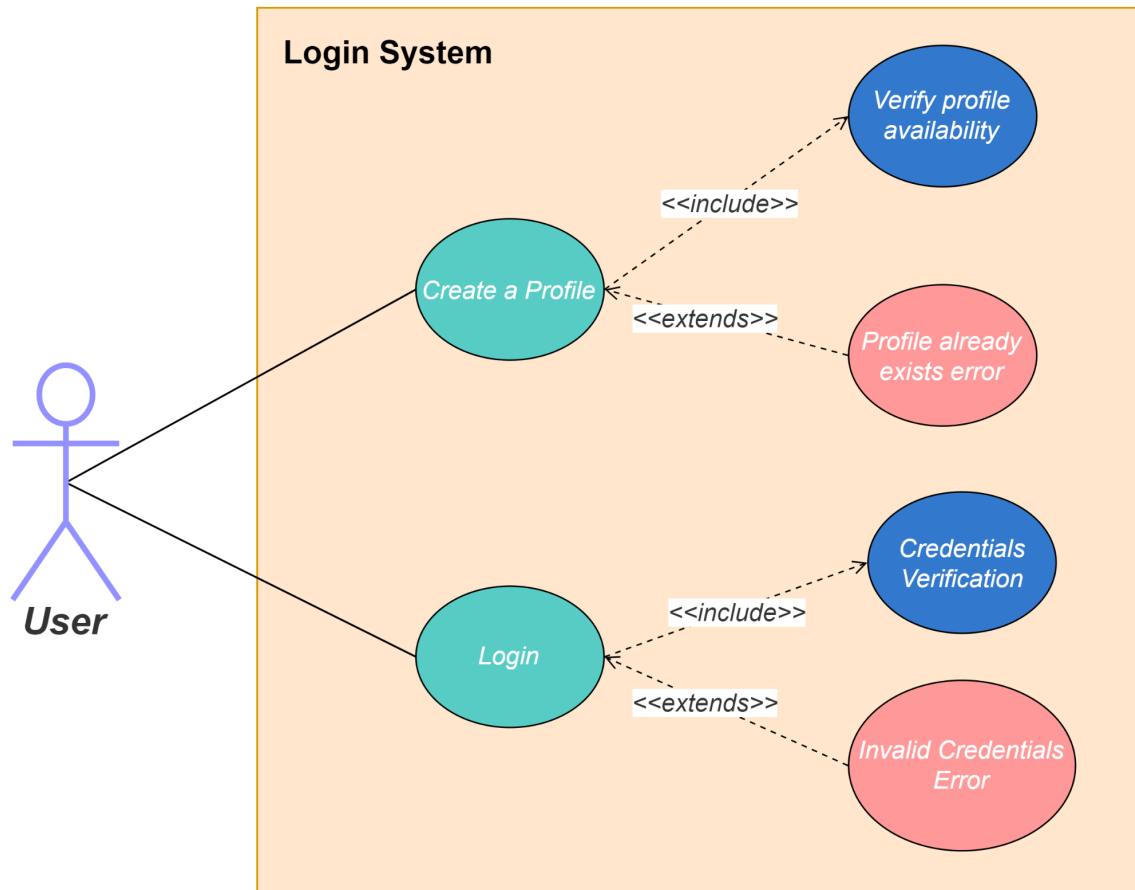 Login System
Verify profile
availability
<<include>>
Create a Profile
<<extends>>
Profile already
exists error
User
Credentials
Verification
<<include>>
Login
<<extends>>
Invalid Credentials
Error